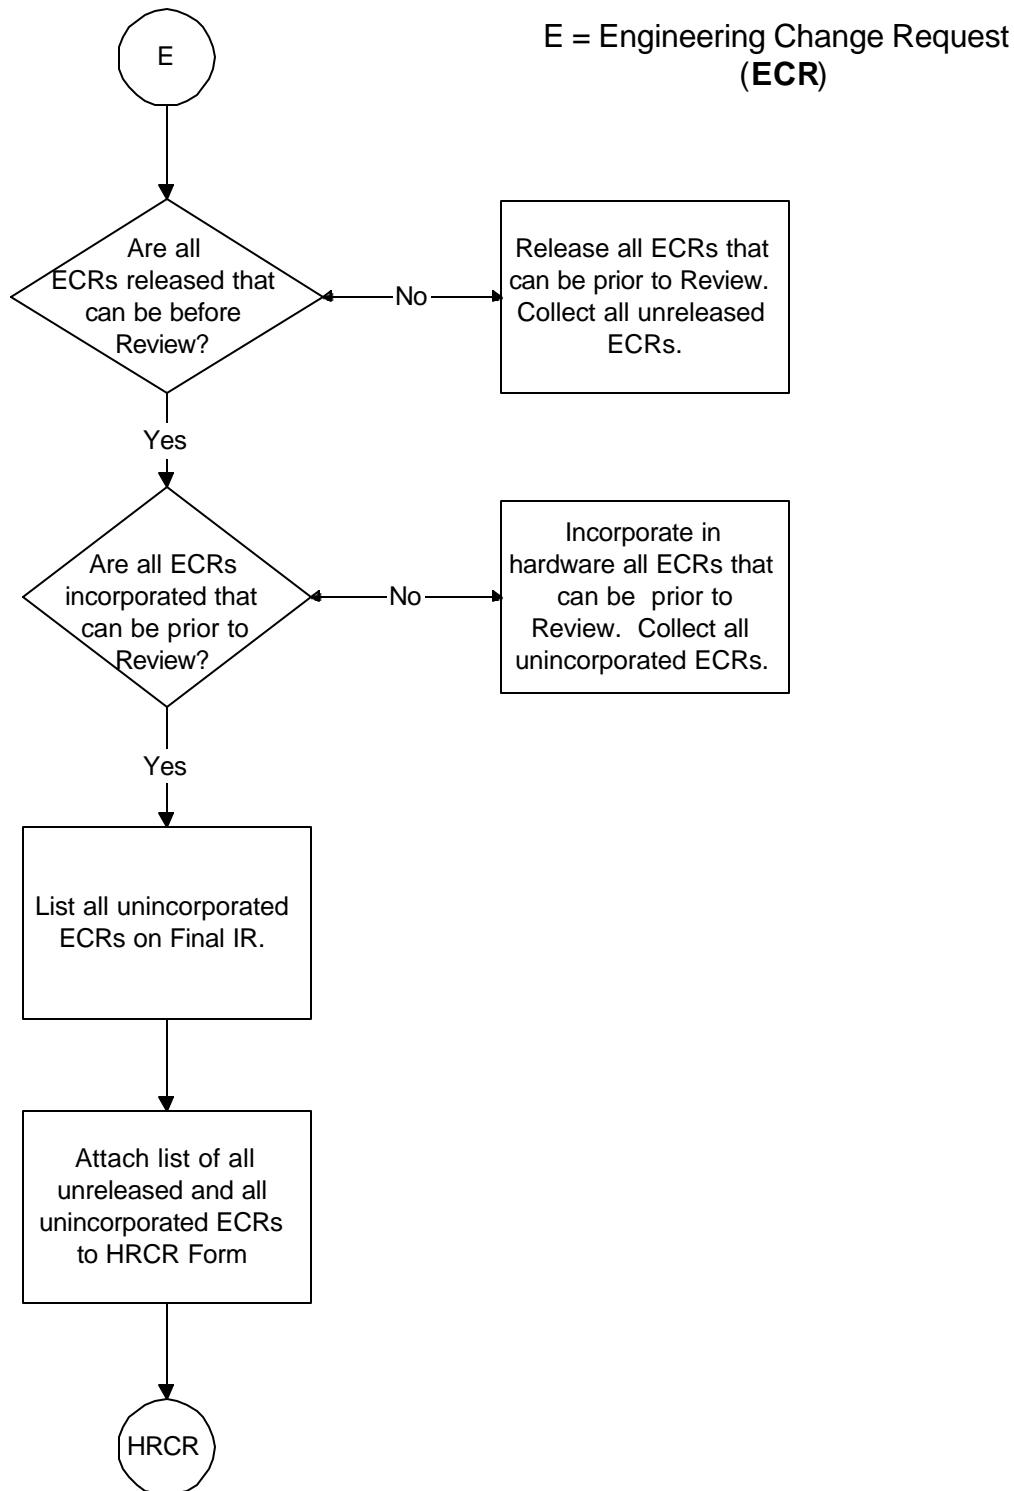 E
E = Engineering Change Request
(ECR)
Are all
ECRs released that
can be before
Review?
No
Release all ECRs that
can be prior to Review.
Collect all unreleased
ECRs.
Yes
Are all ECRs
incorporated that
can be prior to
Review?
No
Incorporate in
hardware all ECRs that
can be  prior to
Review.  Collect all
unincorporated ECRs.
Yes
List all unincorporated
ECRs on Final IR.
Attach list of all
unreleased and all
unincorporated ECRs
to HRCR Form
HRCR